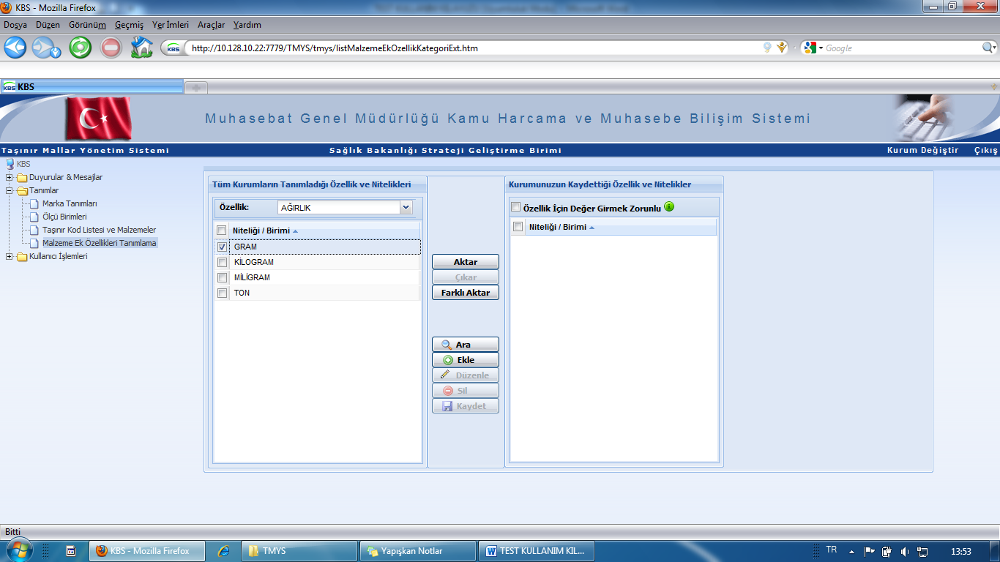 KBS - Mozilla Firefox
Dosya Düzen Görünüm Geçmiş Yer İmleri Araçlar Yardım
KBS http://10.128.10.22:7779/TMYS/tmys/listMalzemeEkOzellikKategoriExt.htm Google
KBS KBS
Muhasebat Genel Müdürlüğü Kamu Harcama ve Muhasebe Bilişim Sistemi
Taşınır Mallar Yönetim Sistemi Sağlık Bakanlığı Strateji Geliştirme Birimi Kurum Değiştir Çıkış
KBS
Duyurular & Mesajlar
Tanımlar
Marka Tanımları
Ölçü Birimleri
Taşınır Kod Listesi ve Malzemeler
Malzeme Ek Özellikleri Tanımlama
Kullanıcı İşlemleri
Tüm Kurumların Tanımladığı Özellik ve Nitelikleri
Özellik: AĞIRLIK
Niteliği / Birimi
GRAM
KİLOGRAM
MİLİGRAM
TON
Aktar
Çıkar
Farklı Aktar
Ara
Ekle
Düzenle
Sil
Kaydet
Kurumunuzun Kaydettiği Özellik ve Nitelikler
Özellik İçin Değer Girmek Zorunlu
Niteliği / Birimi
Bitti
KBS - Mozilla Firefox TMYS Yapışkan Notlar TEST KULLANIM KIL... TR 13:53